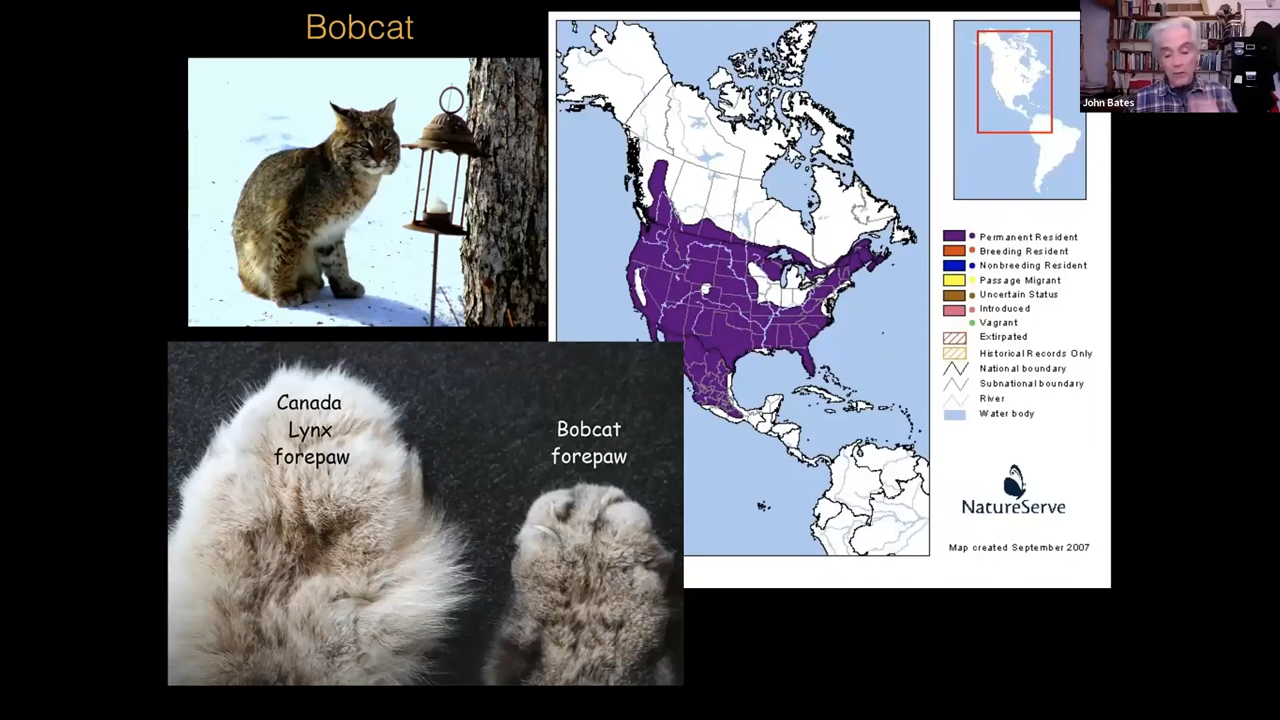 Bobcat
John Bates
Permanent Resident
Breeding Resident
Nonbreeding Resident
Passage Migrant
Uncertain Status
Introduced
Vagrant
Extirpated
Historical Records Only
National boundary
Subnational boundary
River
Water body
NatureServe
Map created September 2007
Canada
Lynx
forepaw
Bobcat
forepaw